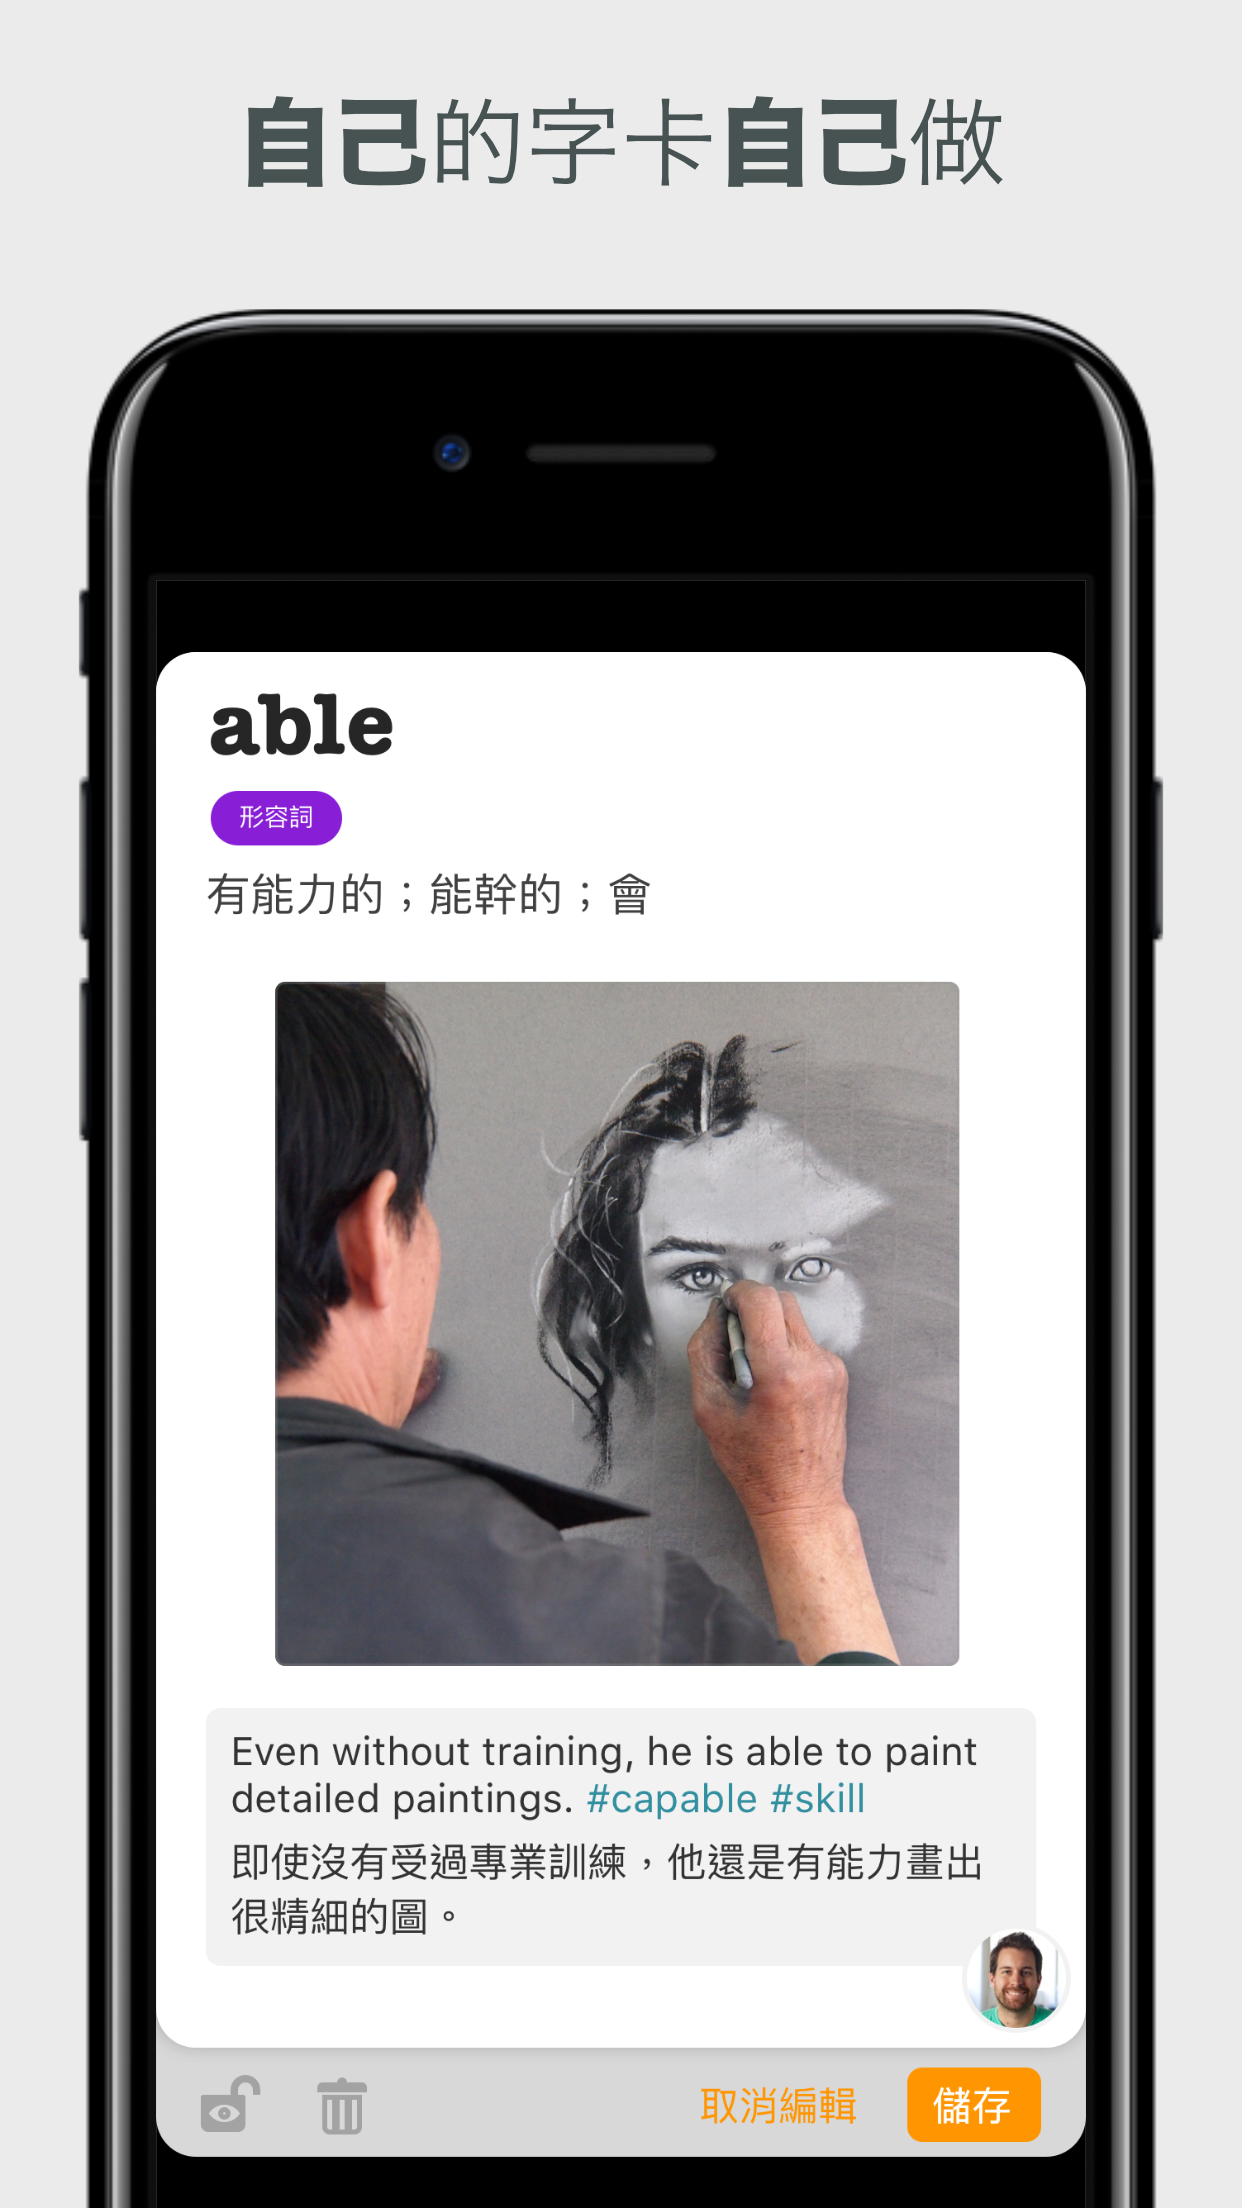 自己的字卡自己做
able
形容詞
有能力的；能幹的；會
Even without training, he is able to paint
detailed paintings. #capable #skill
即使沒有受過專業訓練，他還是有能力畫出
很精細的圖。
取消編輯
儲存